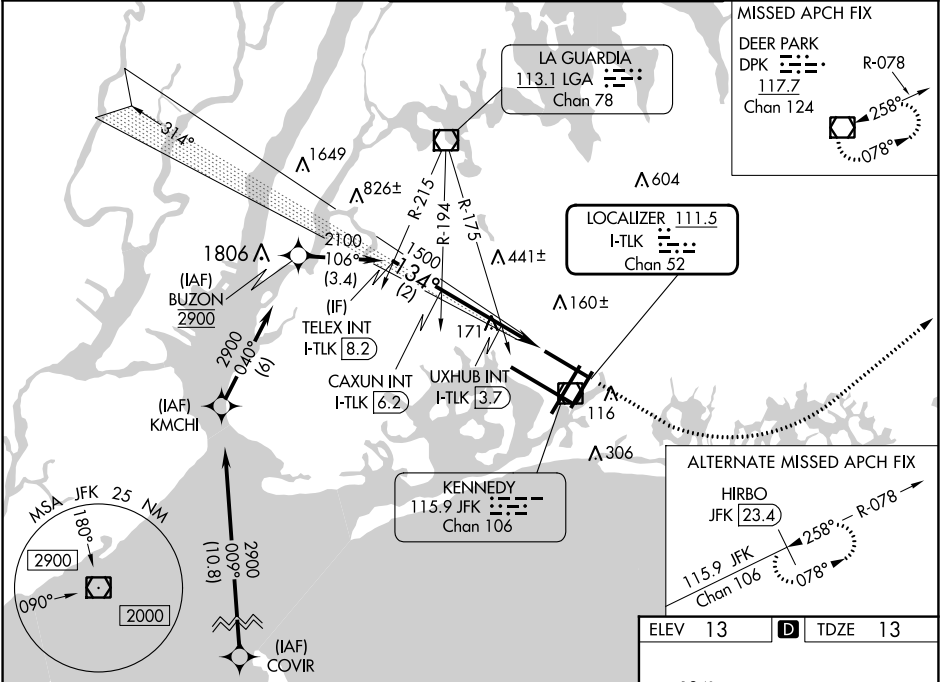 MISSED APCH FIX
DEER PARK
DPK
117.7
Chan 124
R-078
258°
078°
LA GUARDIA
113.1 LGA
Chan 78
314°
1649
826±
604
R-215
R-194
R-175
LOCALIZER 111.5
I-TLK
Chan 52
1806
2100
106°
(3.4)
1500
134°
(2)
441±
(IAF)
BUZON
2900
160±
(IF)
TELEX INT
I-TLK 8.2
171
2900
040°
(6)
CAXUN INT
I-TLK 6.2
UXHUB INT
I-TLK 3.7
(IAF)
KMCHI
116
306
KENNEDY
115.9 JFK
Chan 106
ALTERNATE MISSED APCH FIX
HIRBO
JFK 23.4
R-078
258°
078°
115.9 JFK
Chan 106
MSA JFK 25 NM
180°
2900
090°
2000
2900
009°
(10.8)
(IAF)
COVIR
ELEV 13
D
TDZE 13